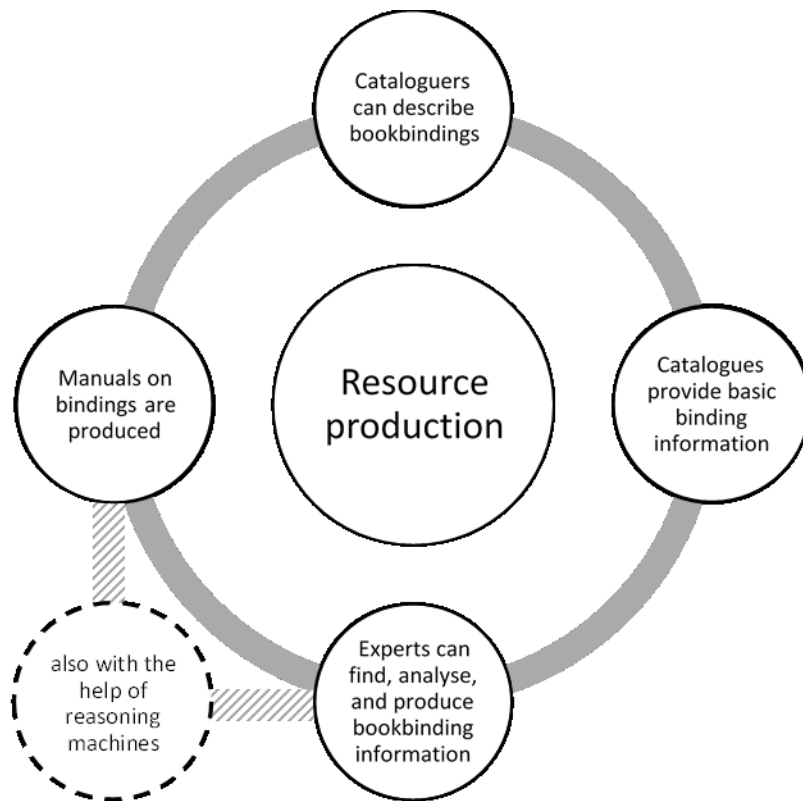 Cataloguers
can describe
bookbindings
Manuals on
bindings are
produced
Resource
production
Catalogues
provide basic
binding
information
also with the
help of
reasoning
machines
Experts can
find, analyse,
and produce
bookbinding
information